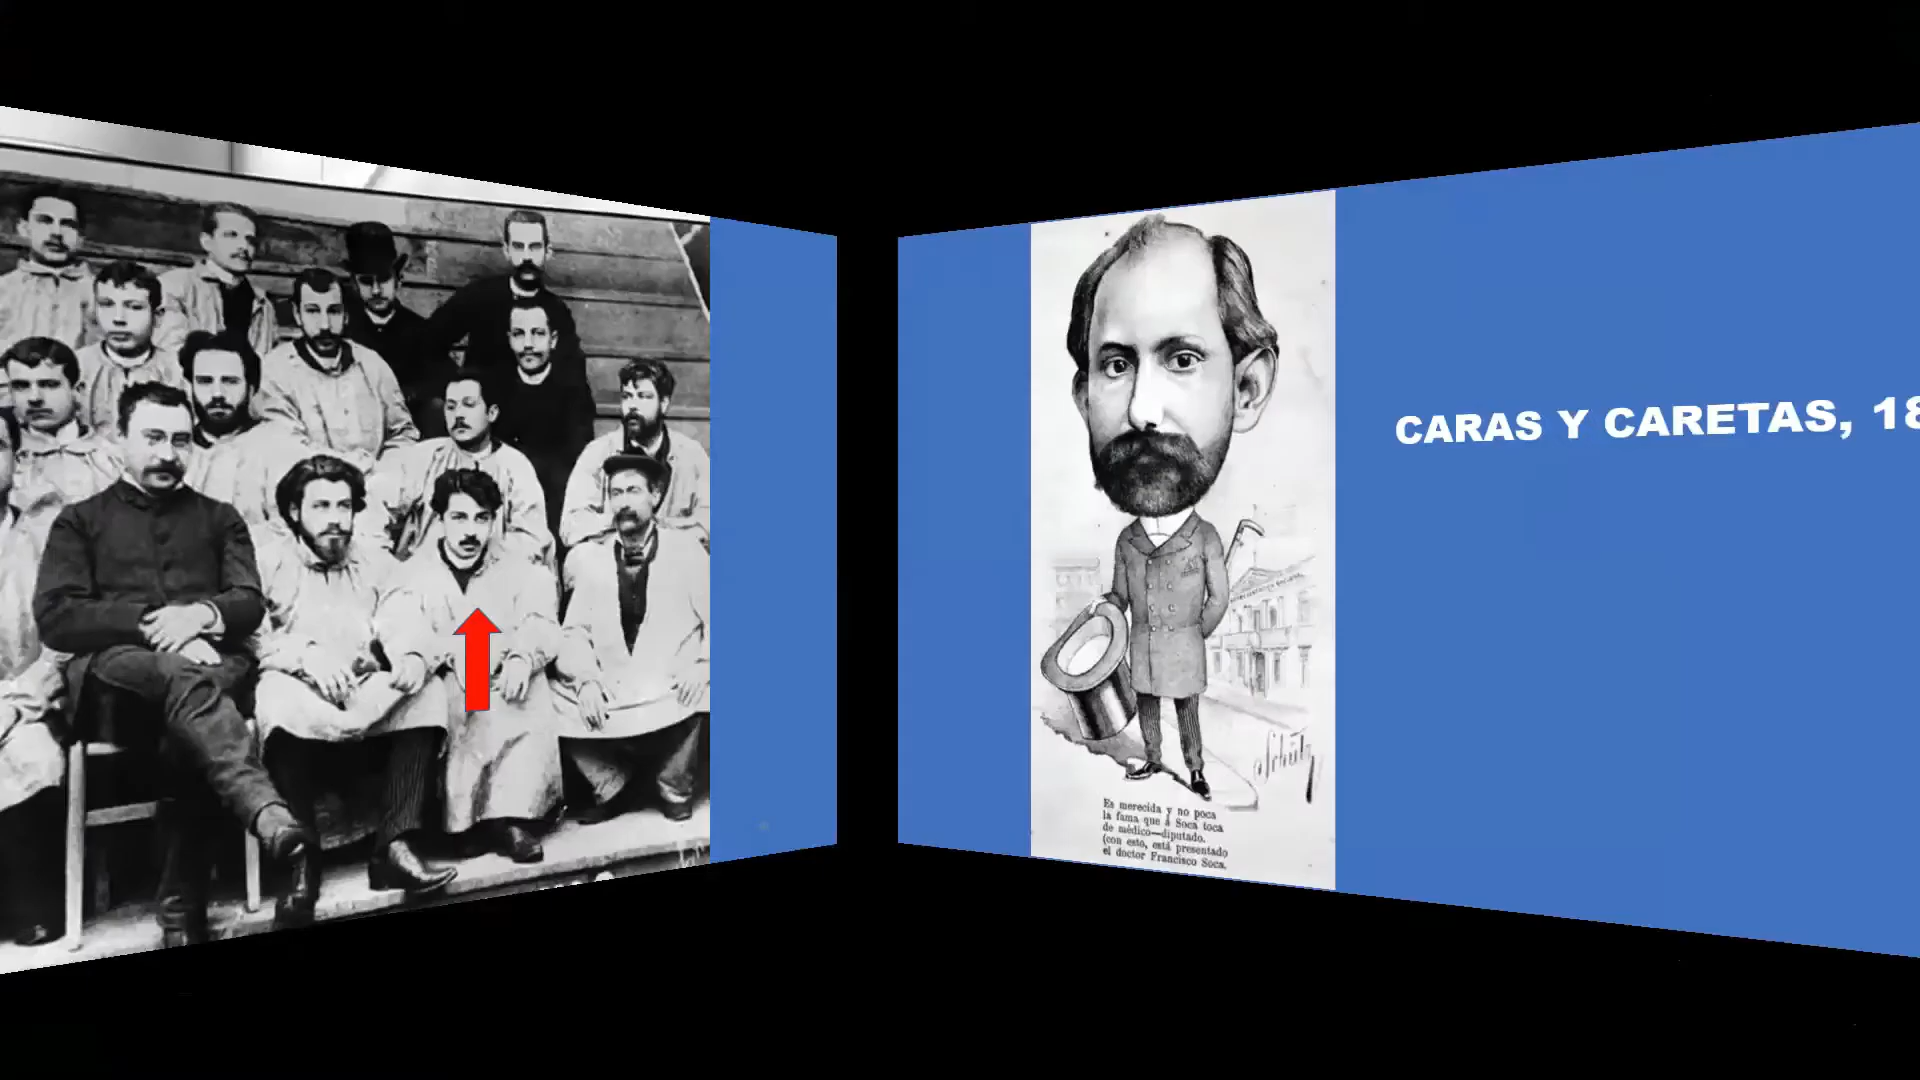 CARAS Y CARETAS, 18
Schütz
Es merecida y no poca
la fama que á Soca toca
de médico—diputado.
(con esto, está presentado
el doctor Francisco Soca.